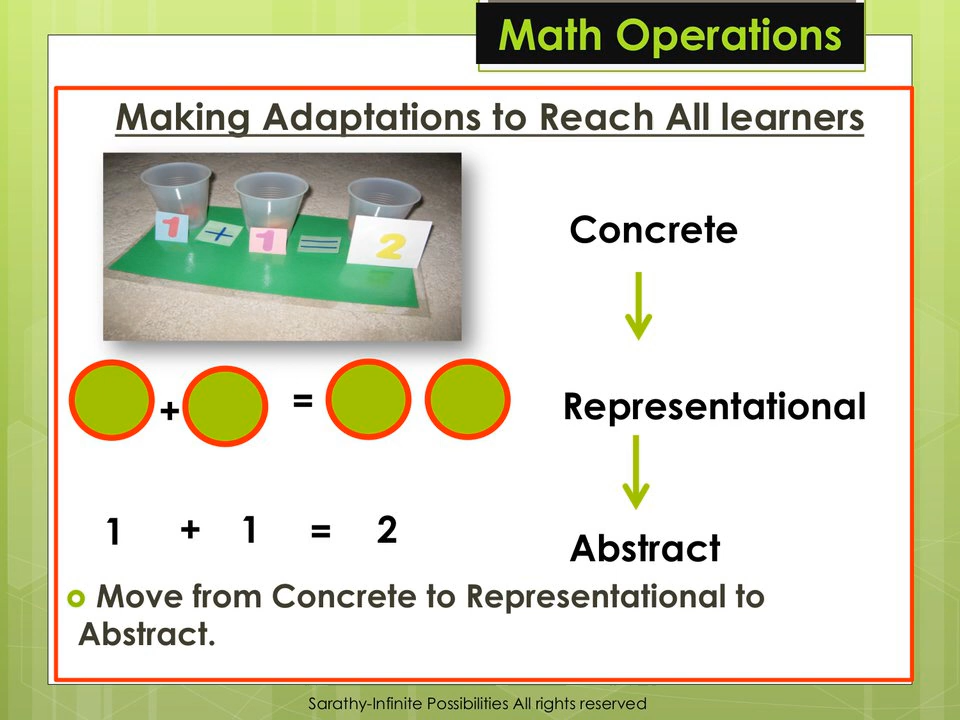 Math Operations
Making Adaptations to Reach All learners
1 + 1 = 2
Concrete
+ =
Representational
1 + 1 = 2
Abstract
Move from Concrete to Representational to
Abstract.
Sarathy-Infinite Possibilities All rights reserved